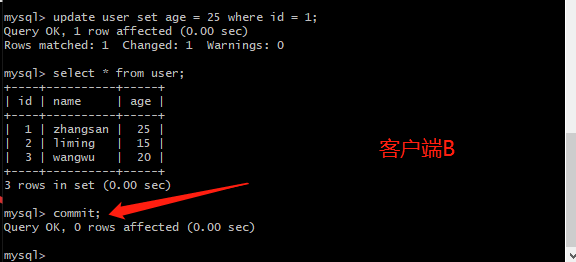 mysql> update user set age = 25 where id = 1;
Query OK, 1 row affected (0.00 sec)
Rows matched: 1  Changed: 1  Warnings: 0
mysql> select * from user;
+----+----------+-----+
| id | name     | age |
+----+----------+-----+
|  1 | zhangsan |  25 |
|  2 | liming   |  15 |
|  3 | wangwu   |  20 |
+----+----------+-----+
3 rows in set (0.00 sec)
客户端B
mysql> commit;
Query OK, 0 rows affected (0.00 sec)
mysql>